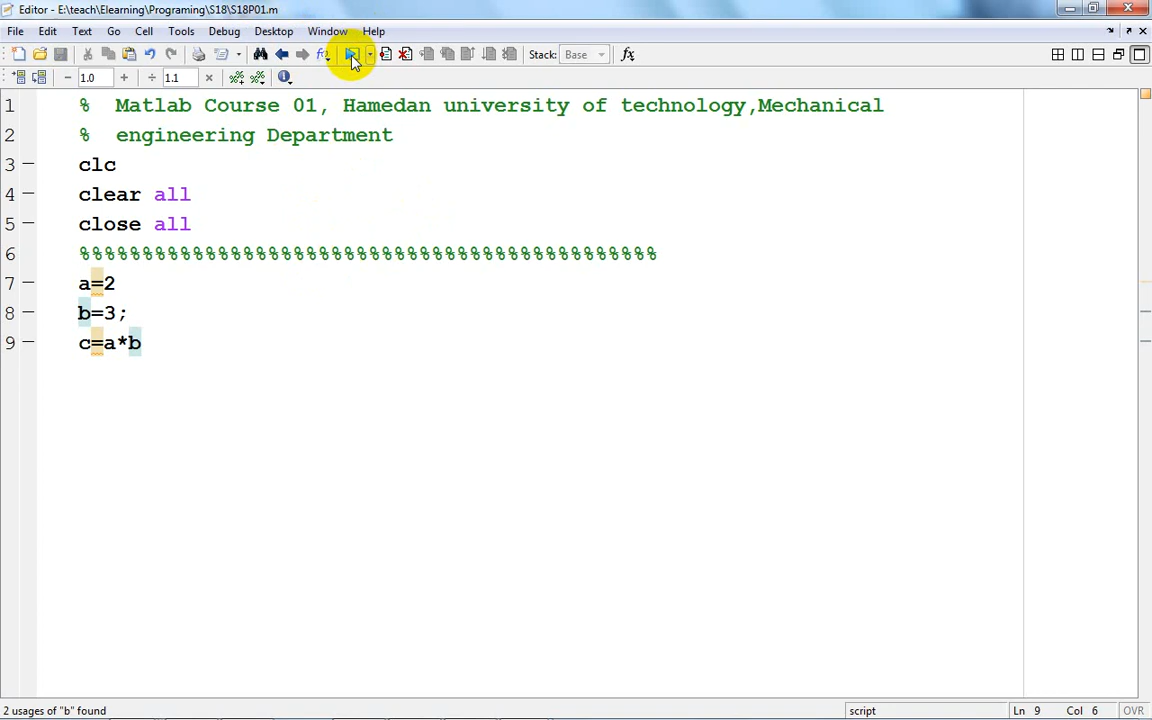 Editor - E:\teach\Elearning\Programing\S18\S18P01.m
File Edit Text Go Cell Tools Debug Desktop Window Help
Stack: Base fx
− 1.0 + ÷ 1.1 ×
1 % Matlab Course 01, Hamedan university of technology,Mechanical
2 % engineering Department
3 clc
4 clear all
5 close all
6 %%%%%%%%%%%%%%%%%%%%%%%%%%%%%%%%%%%%%%%%%%%%%%
7 a=2
8 b=3;
9 c=a*b
2 usages of "b" found script Ln 9 Col 6 OVR